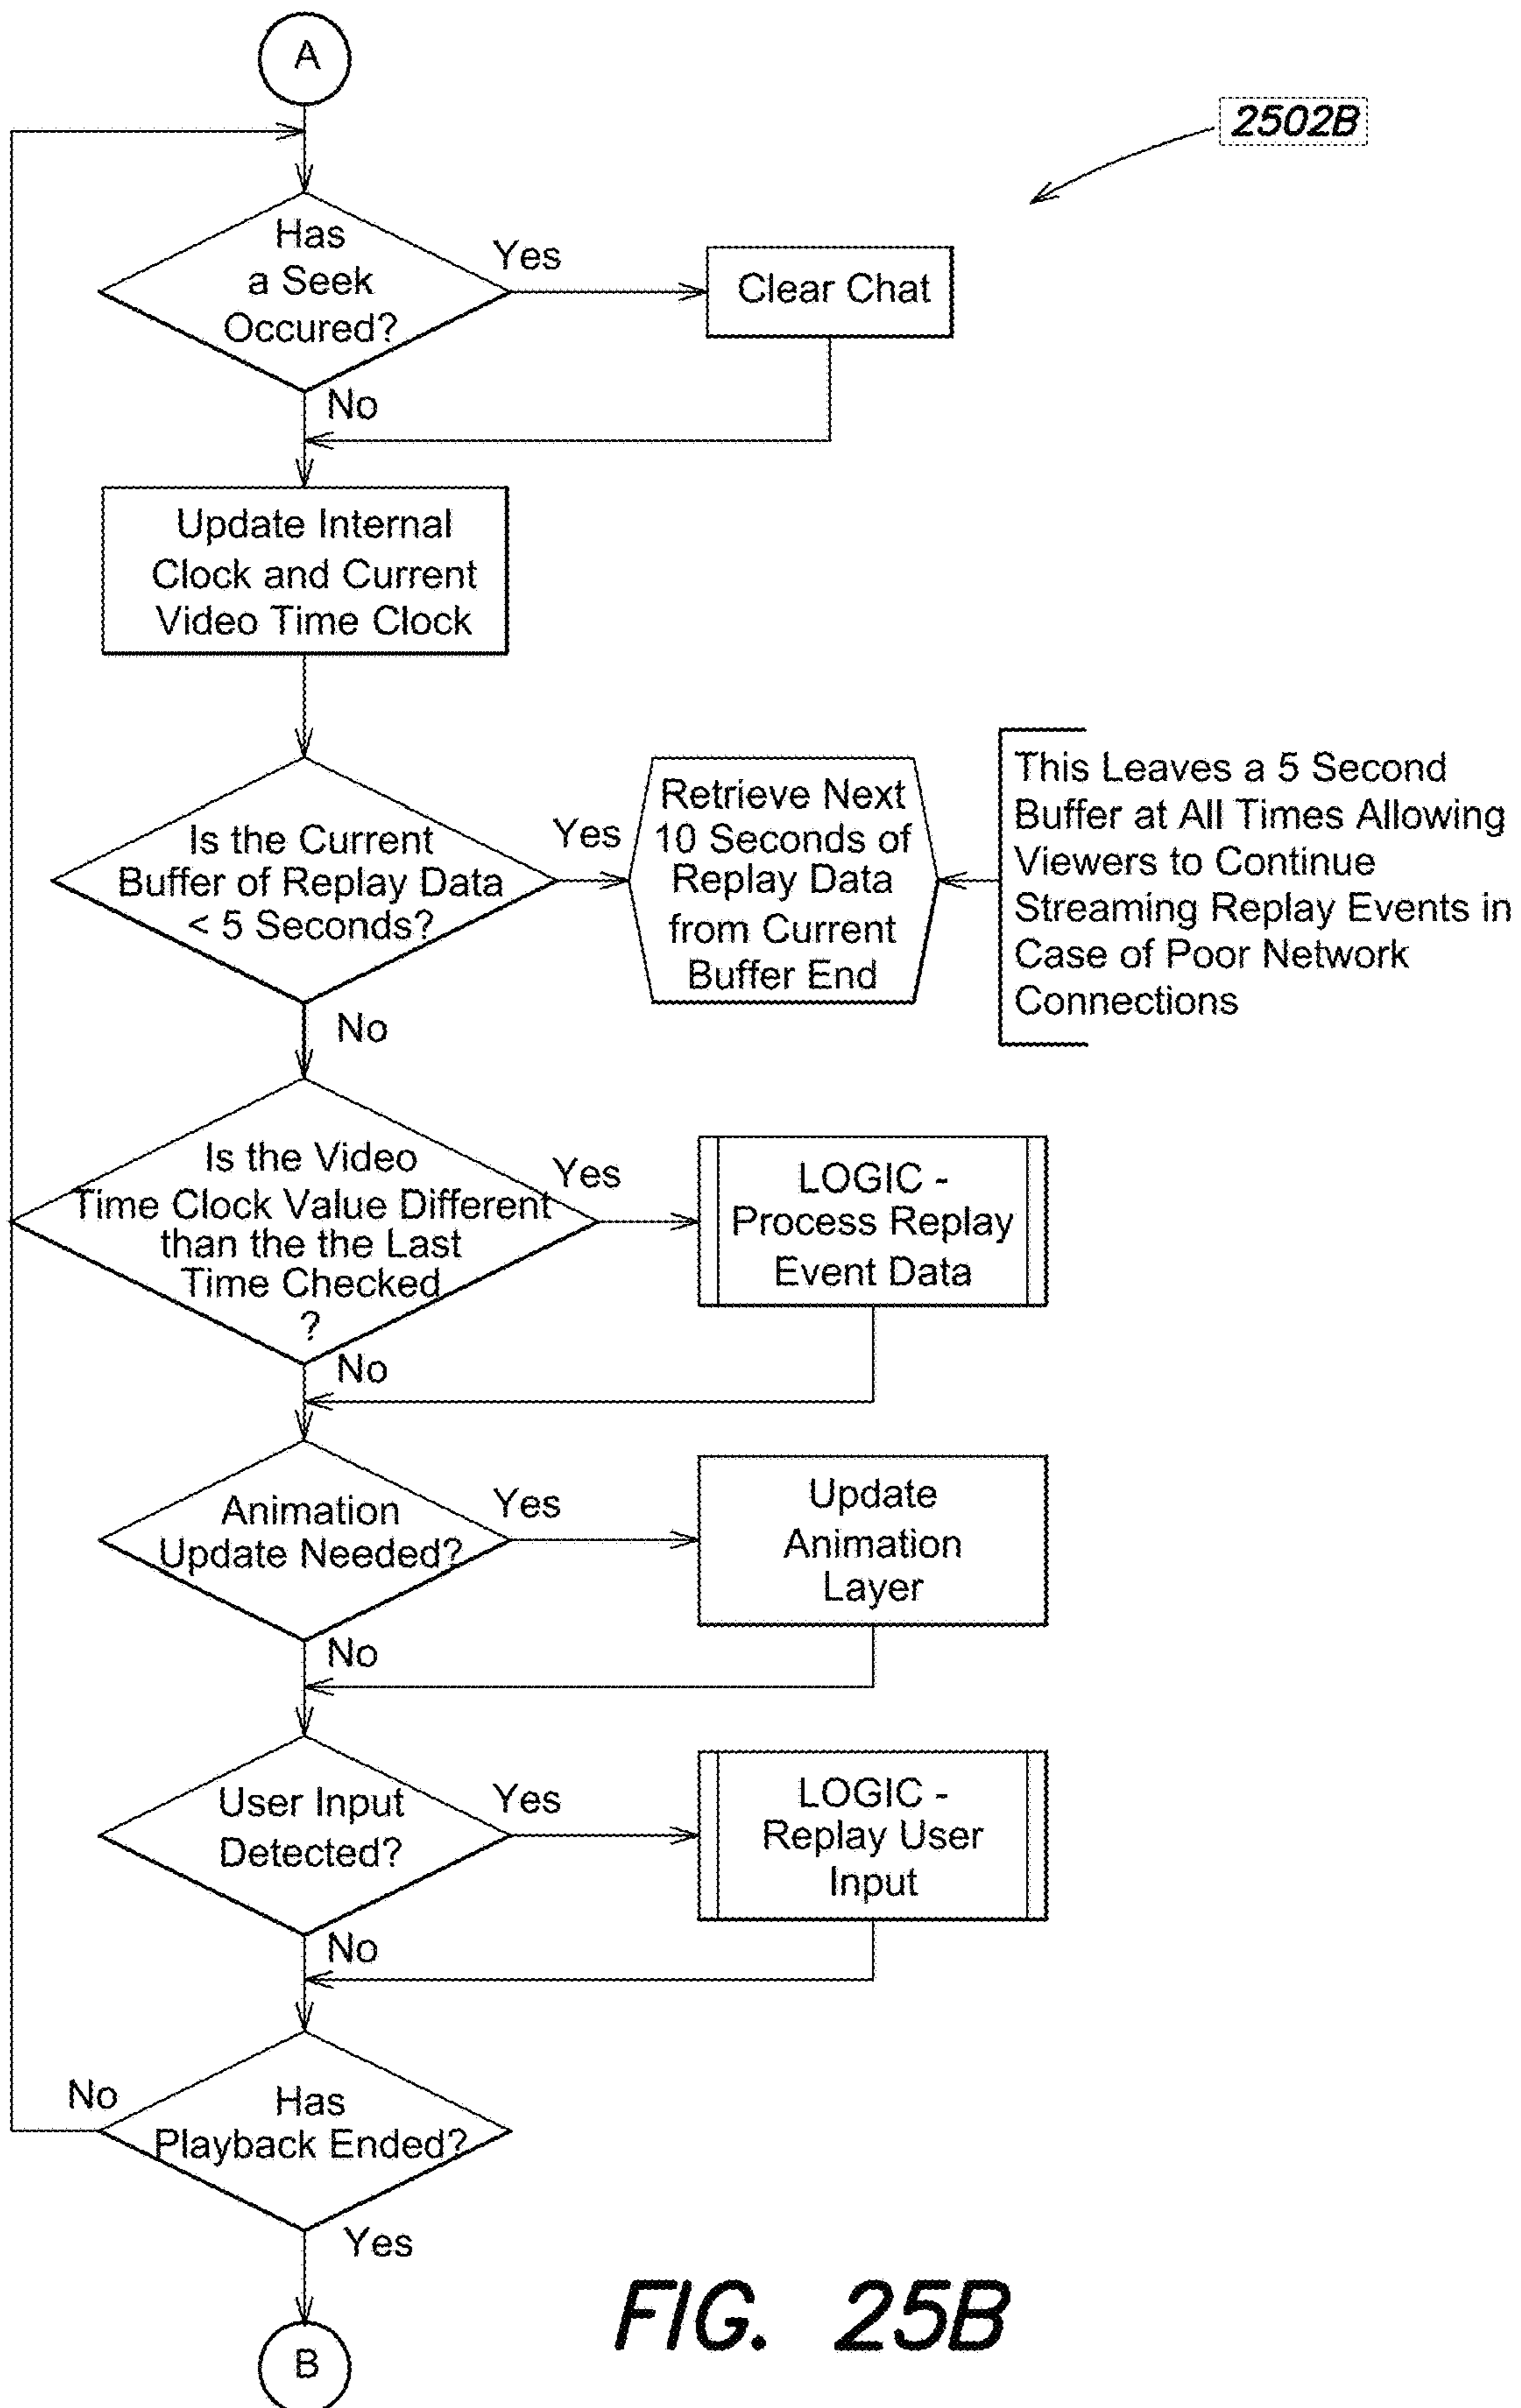 A
2502B
Has
a Seek
Occured?
Yes
Clear Chat
No
Update Internal
Clock and Current
Video Time Clock
Is the Current
Buffer of Replay Data
< 5 Seconds?
Yes
Retrieve Next
10 Seconds of
Replay Data
from Current
Buffer End
This Leaves a 5 Second
Buffer at All Times Allowing
Viewers to Continue
Streaming Replay Events in
Case of Poor Network
Connections
No
Is the Video
Time Clock Value Different
than the the Last
Time Checked
?
Yes
LOGIC -
Process Replay
Event Data
No
Animation
Update Needed?
Yes
Update
Animation
Layer
No
User Input
Detected?
Yes
LOGIC -
Replay User
Input
No
Has
Playback Ended?
No
Yes
B
FIG. 25B